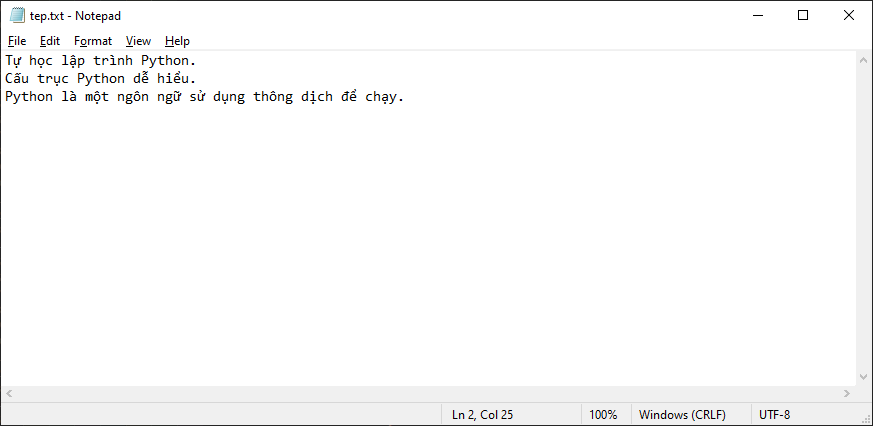 tep.txt - Notepad
File Edit Format View Help
Tự học lập trình Python.
Cấu trục Python dễ hiểu.
Python là một ngôn ngữ sử dụng thông dịch để chạy.
Ln 2, Col 25 100% Windows (CRLF) UTF-8